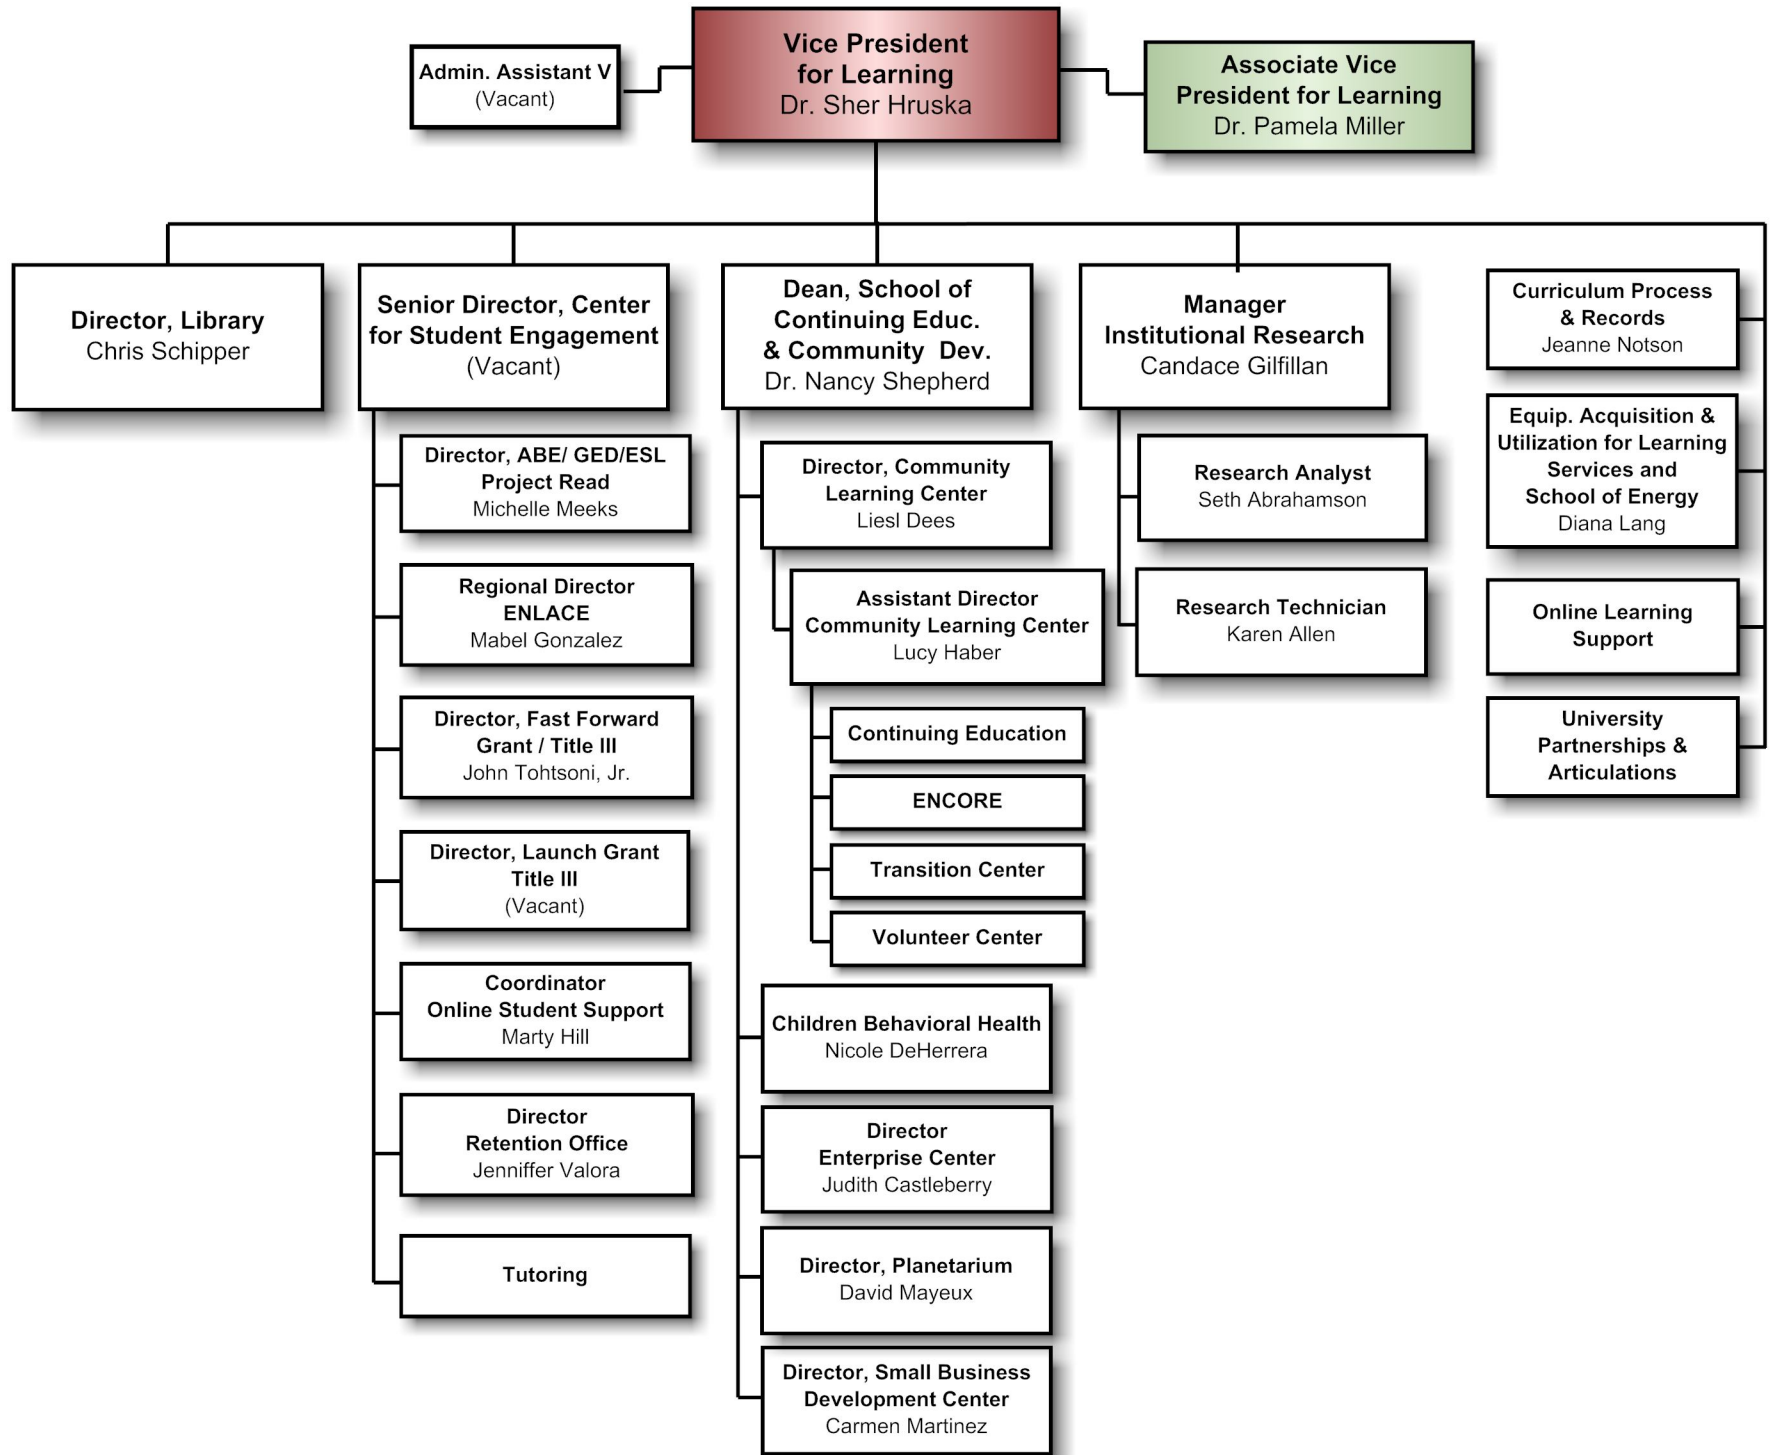 Vice President
for Learning
Dr. Sher Hruska
Admin. Assistant V
(Vacant)
Associate Vice
President for Learning
Dr. Pamela Miller
Director, Library
Chris Schipper
Senior Director, Center
for Student Engagement
(Vacant)
Director, ABE/ GED/ESL
Project Read
Michelle Meeks
Regional Director
ENLACE
Mabel Gonzalez
Director, Fast Forward
Grant / Title III
John Tohtsoni, Jr.
Director, Launch Grant
Title III
(Vacant)
Coordinator
Online Student Support
Marty Hill
Director
Retention Office
Jenniffer Valora
Tutoring
Dean, School of
Continuing Educ.
& Community  Dev.
Dr. Nancy Shepherd
Director, Community
Learning Center
Liesl Dees
Assistant Director
Community Learning Center
Lucy Haber
Continuing Education
ENCORE
Transition Center
Volunteer Center
Children Behavioral Health
Nicole DeHerrera
Director
Enterprise Center
Judith Castleberry
Director, Planetarium
David Mayeux
Director, Small Business
Development Center
Carmen Martinez
Manager
Institutional Research
Candace Gilfillan
Research Analyst
Seth Abrahamson
Research Technician
Karen Allen
Curriculum Process
& Records
Jeanne Notson
Equip. Acquisition &
Utilization for Learning
Services and
School of Energy
Diana Lang
Online Learning
Support
University
Partnerships &
Articulations